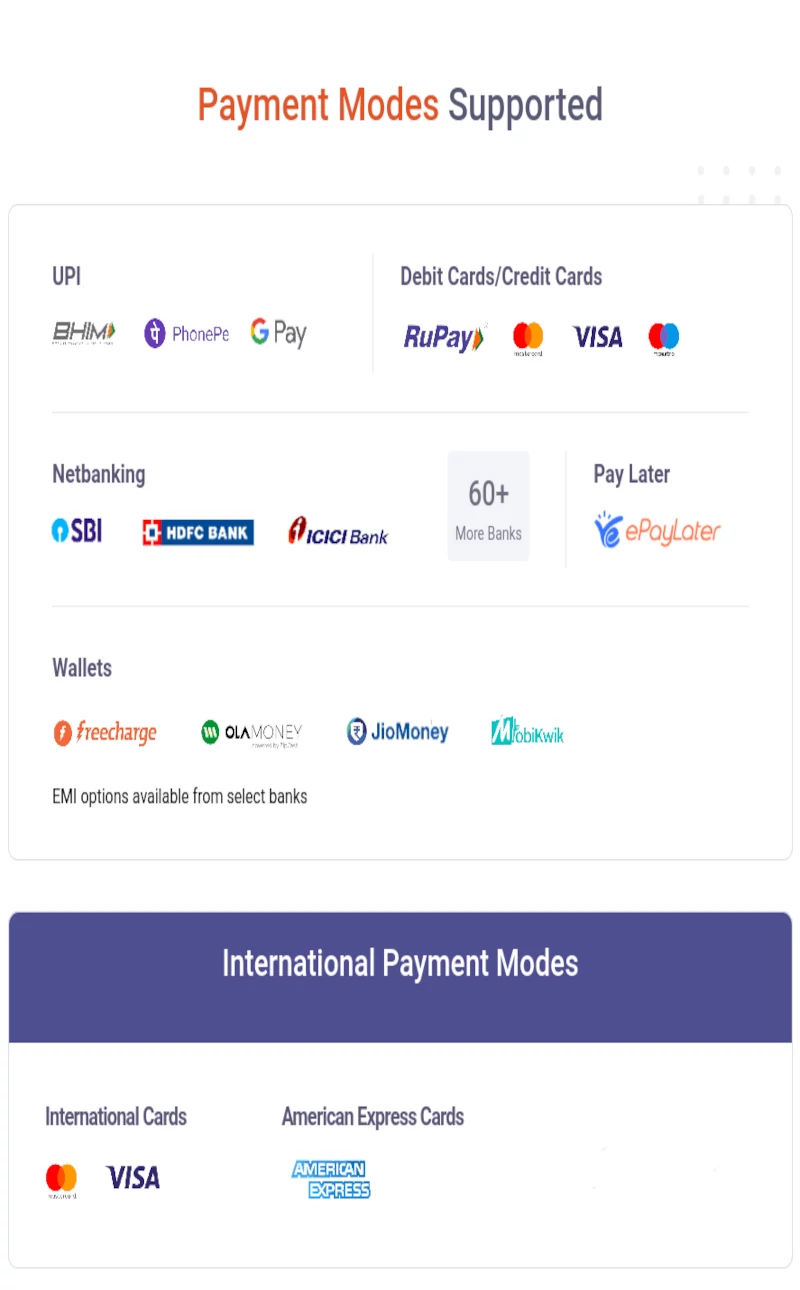 Payment Modes Supported
UPI
BHIM
PhonePe
G Pay
Debit Cards/Credit Cards
RuPay
mastercard
VISA
maestro
Netbanking
SBI
HDFC BANK
ICICI Bank
60+
More Banks
Pay Later
ePayLater
Wallets
freecharge
OLAMONEY
JioMoney
MobiKwik
EMI options available from select banks
International Payment Modes
International Cards
mastercard
VISA
American Express Cards
AMERICAN
EXPRESS